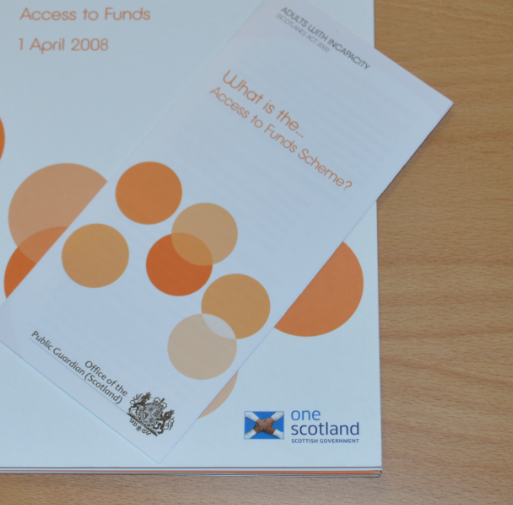 Access to Funds
1 April 2008
ADULTS WITH INCAPACITY
(SCOTLAND) ACT 2000
What is the...
Access to Funds Scheme?
Office of the
Public Guardian (Scotland)
one
scotland
SCOTTISH GOVERNMENT